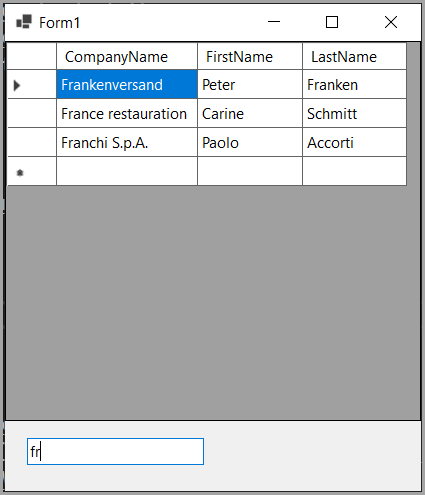 Form1
CompanyName FirstName LastName
Frankenversand Peter Franken
France restauration Carine Schmitt
Franchi S.p.A. Paolo Accorti
fr